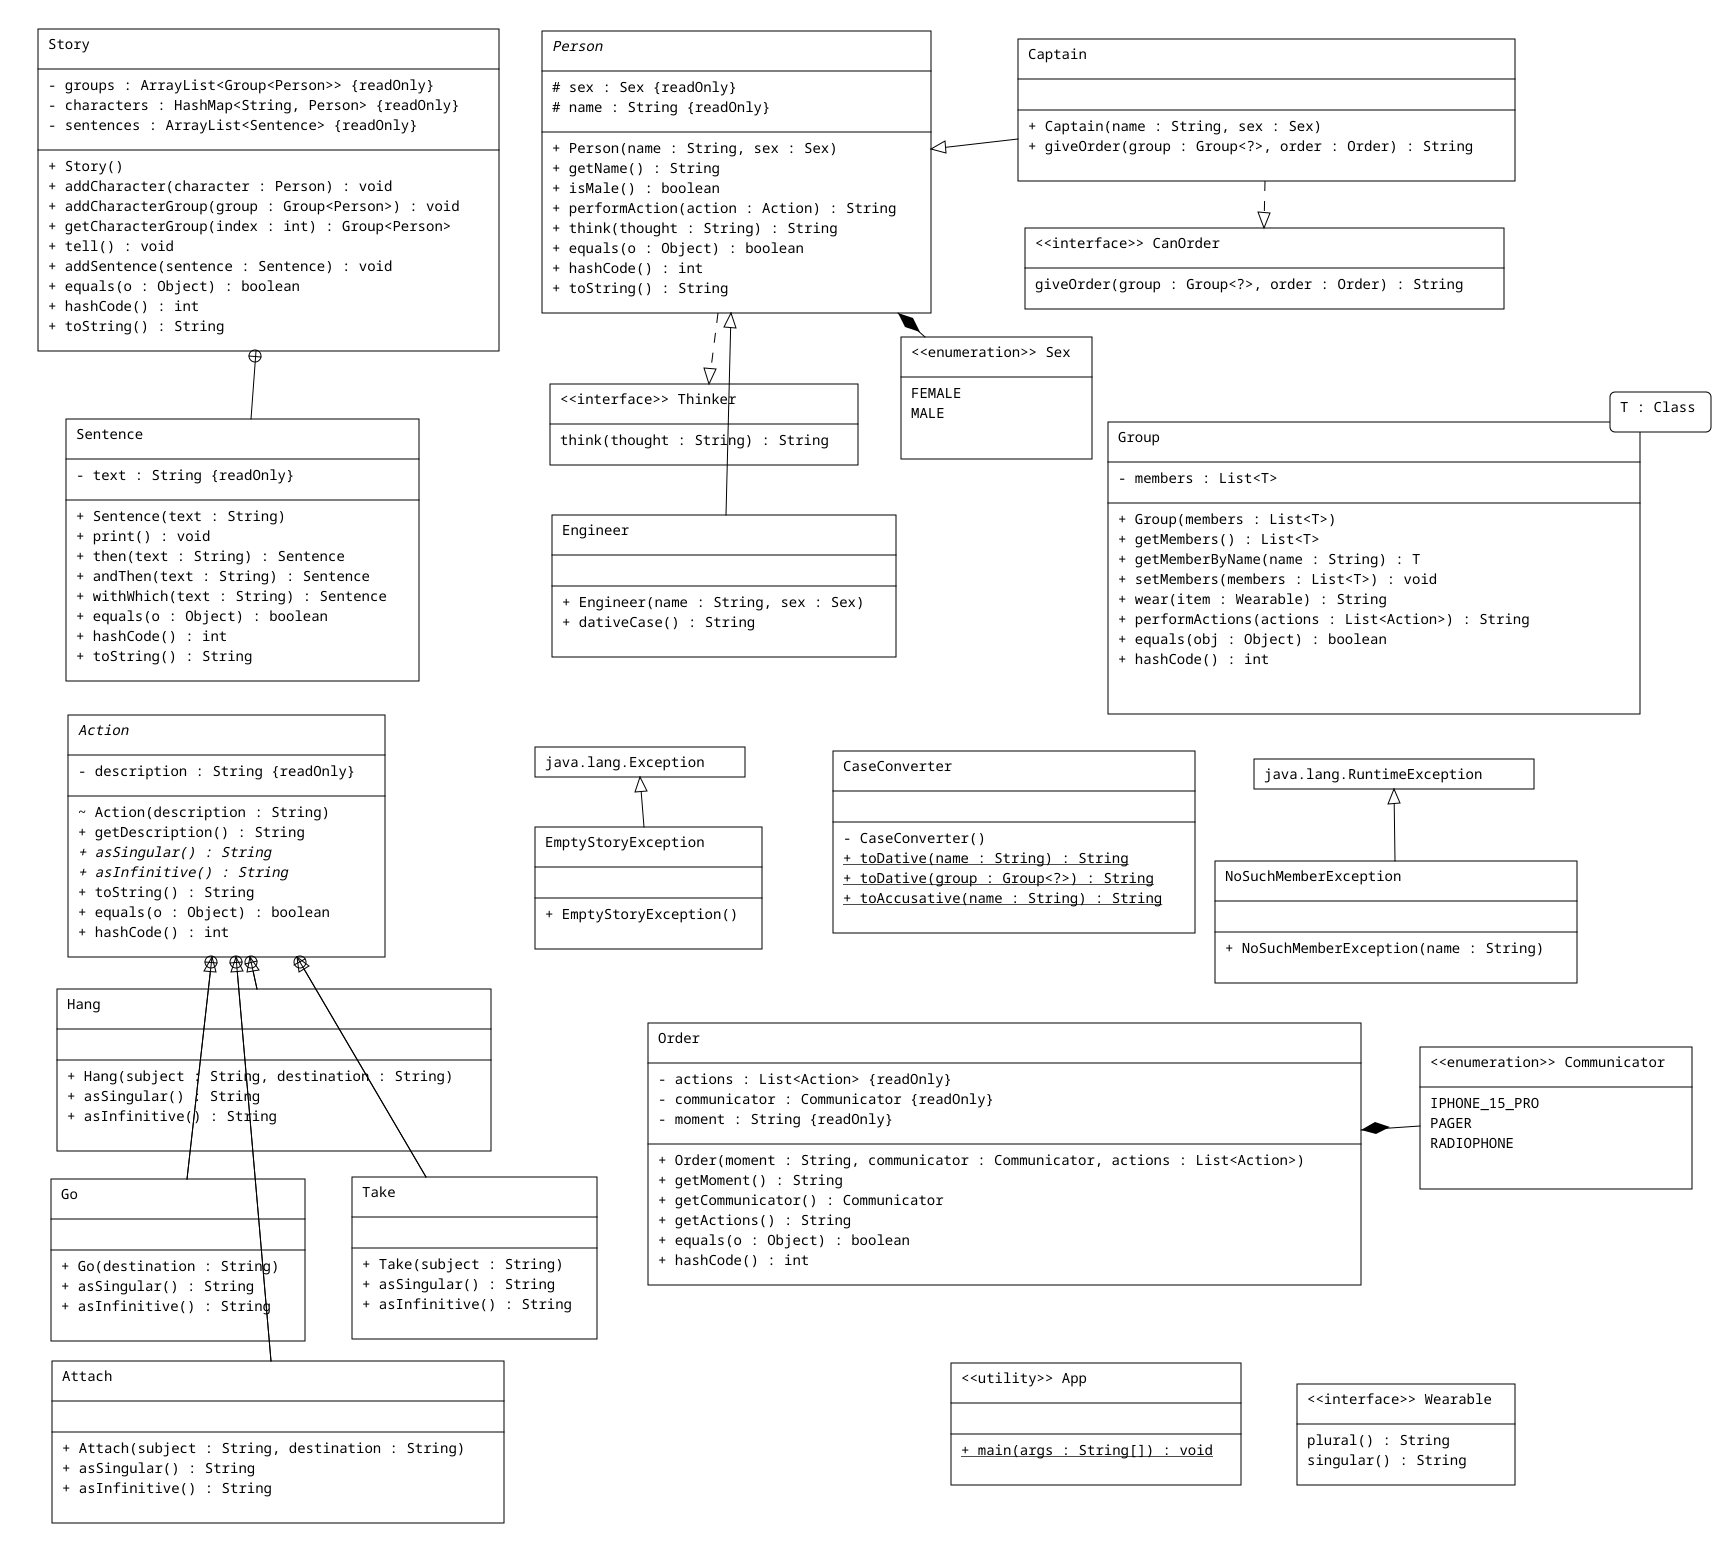 Story
- groups : ArrayList<Group<Person>> {readOnly}
- characters : HashMap<String, Person> {readOnly}
- sentences : ArrayList<Sentence> {readOnly}
+ Story()
+ addCharacter(character : Person) : void
+ addCharacterGroup(group : Group<Person>) : void
+ getCharacterGroup(index : int) : Group<Person>
+ tell() : void
+ addSentence(sentence : Sentence) : void
+ equals(o : Object) : boolean
+ hashCode() : int
+ toString() : String
Person
# sex : Sex {readOnly}
# name : String {readOnly}
+ Person(name : String, sex : Sex)
+ getName() : String
+ isMale() : boolean
+ performAction(action : Action) : String
+ think(thought : String) : String
+ equals(o : Object) : boolean
+ hashCode() : int
+ toString() : String
Captain
+ Captain(name : String, sex : Sex)
+ giveOrder(group : Group<?>, order : Order) : String
<<interface>> CanOrder
giveOrder(group : Group<?>, order : Order) : String
<<enumeration>> Sex
FEMALE
MALE
<<interface>> Thinker
think(thought : String) : String
Sentence
- text : String {readOnly}
+ Sentence(text : String)
+ print() : void
+ then(text : String) : Sentence
+ andThen(text : String) : Sentence
+ withWhich(text : String) : Sentence
+ equals(o : Object) : boolean
+ hashCode() : int
+ toString() : String
Engineer
+ Engineer(name : String, sex : Sex)
+ dativeCase() : String
T : Class
Group
- members : List<T>
+ Group(members : List<T>)
+ getMembers() : List<T>
+ getMemberByName(name : String) : T
+ setMembers(members : List<T>) : void
+ wear(item : Wearable) : String
+ performActions(actions : List<Action>) : String
+ equals(obj : Object) : boolean
+ hashCode() : int
Action
- description : String {readOnly}
~ Action(description : String)
+ getDescription() : String
+ asSingular() : String
+ asInfinitive() : String
+ toString() : String
+ equals(o : Object) : boolean
+ hashCode() : int
java.lang.Exception
EmptyStoryException
+ EmptyStoryException()
CaseConverter
- CaseConverter()
+ toDative(name : String) : String
+ toDative(group : Group<?>) : String
+ toAccusative(name : String) : String
java.lang.RuntimeException
NoSuchMemberException
+ NoSuchMemberException(name : String)
Hang
+ Hang(subject : String, destination : String)
+ asSingular() : String
+ asInfinitive() : String
Order
- actions : List<Action> {readOnly}
- communicator : Communicator {readOnly}
- moment : String {readOnly}
+ Order(moment : String, communicator : Communicator, actions : List<Action>)
+ getMoment() : String
+ getCommunicator() : Communicator
+ getActions() : String
+ equals(o : Object) : boolean
+ hashCode() : int
<<enumeration>> Communicator
IPHONE_15_PRO
PAGER
RADIOPHONE
Go
+ Go(destination : String)
+ asSingular() : String
+ asInfinitive() : String
Take
+ Take(subject : String)
+ asSingular() : String
+ asInfinitive() : String
Attach
+ Attach(subject : String, destination : String)
+ asSingular() : String
+ asInfinitive() : String
<<utility>> App
+ main(args : String[]) : void
<<interface>> Wearable
plural() : String
singular() : String